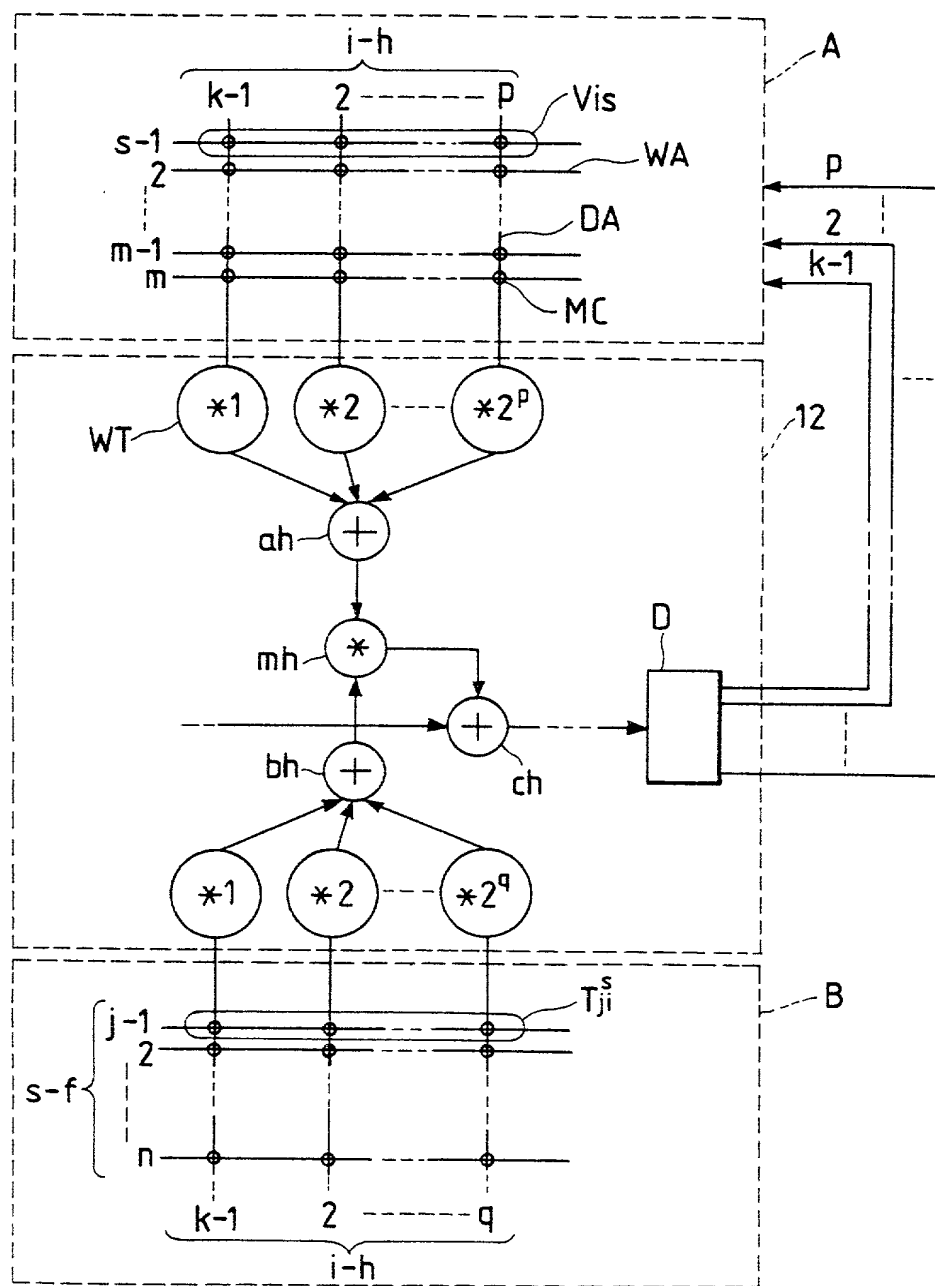 i-h
A
k-1 2 p
Vis
s-1
WA
2
p
DA
2
m-1
k-1
m
MC
*1 *2 *2^p
12
WT
+
ah
D
*
mh
+
bh
+
ch
*1 *2 *2^q
T_ji^s
B
j-1
2
s-f
n
k-1 2 q
i-h